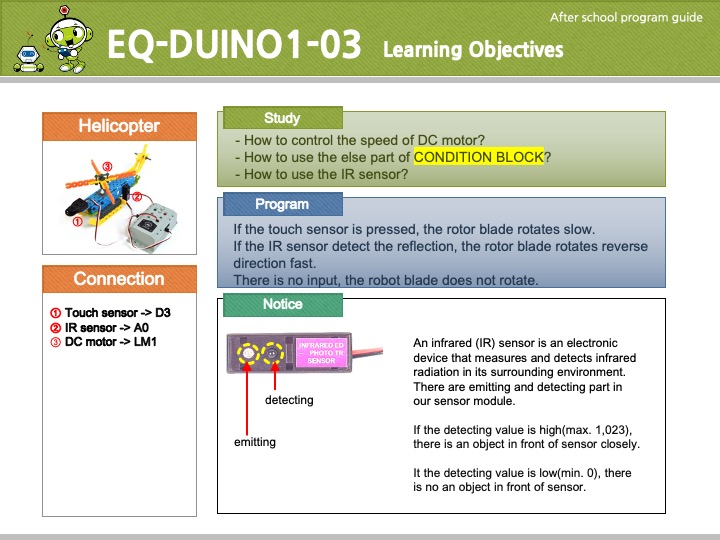 After school program guide
EQ-DUINO1-03 Learning Objectives
Helicopter
③
②
①
Connection
① Touch sensor -> D3
② IR sensor -> A0
③ DC motor -> LM1
Study
- How to control the speed of DC motor?
- How to use the else part of CONDITION BLOCK?
- How to use the IR sensor?
Program
If the touch sensor is pressed, the rotor blade rotates slow.
If the IR sensor detect the reflection, the rotor blade rotates reverse
direction fast.
There is no input, the robot blade does not rotate.
Notice
INFRARED ED
PHOTO TR
SENSOR
detecting
emitting
An infrared (IR) sensor is an electronic
device that measures and detects infrared
radiation in its surrounding environment.
There are emitting and detecting part in
our sensor module.
If the detecting value is high(max. 1,023),
there is an object in front of sensor closely.
It the detecting value is low(min. 0), there
is no an object in front of sensor.